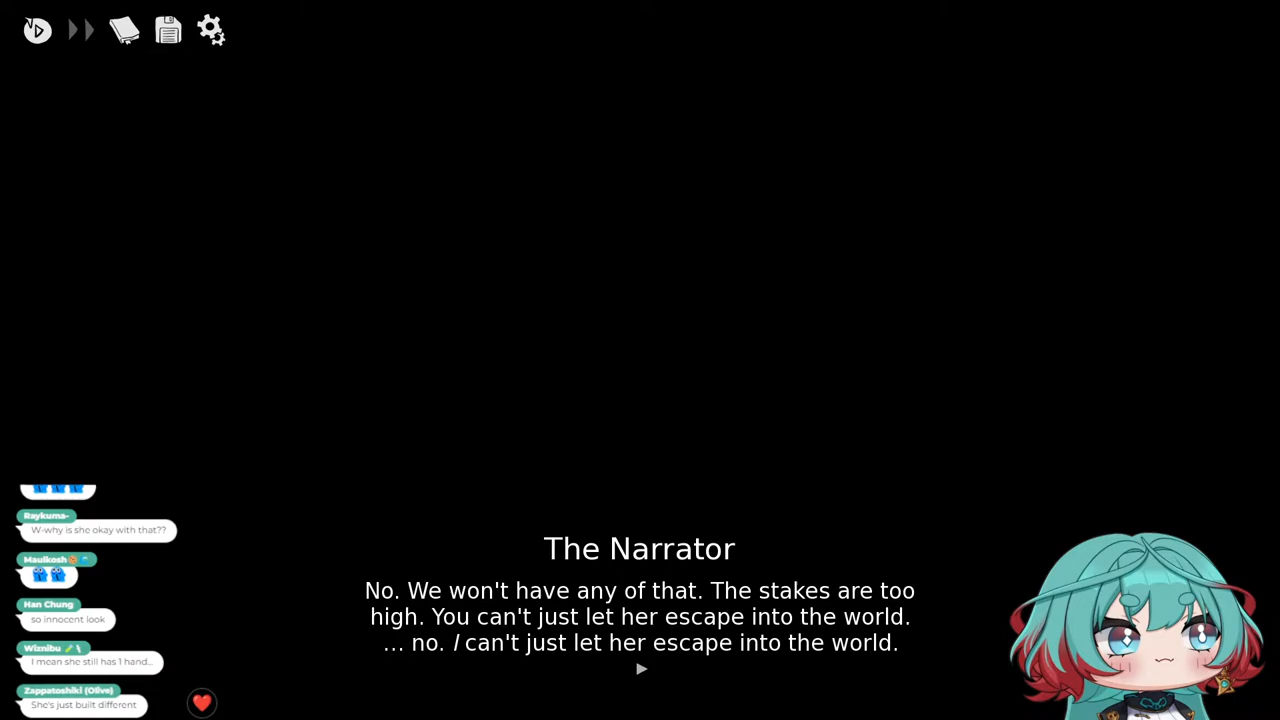 Raykuma-
W-why is she okay with that??
Maulkosh
Han Chung
so innocent look
Wiznibu
I mean she still has 1 hand...
Zappatoshiki (Olive)
She's just built different
The Narrator
No. We won't have any of that. The stakes are too
high. You can't just let her escape into the world.
... no. I can't just let her escape into the world.